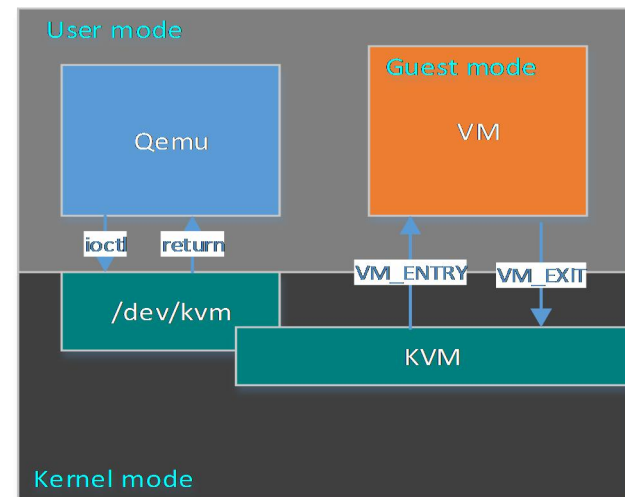 User mode
Guest mode
Qemu
VM
ioctl
return
VM_ENTRY
VM_EXIT
/dev/kvm
KVM
Kernel mode